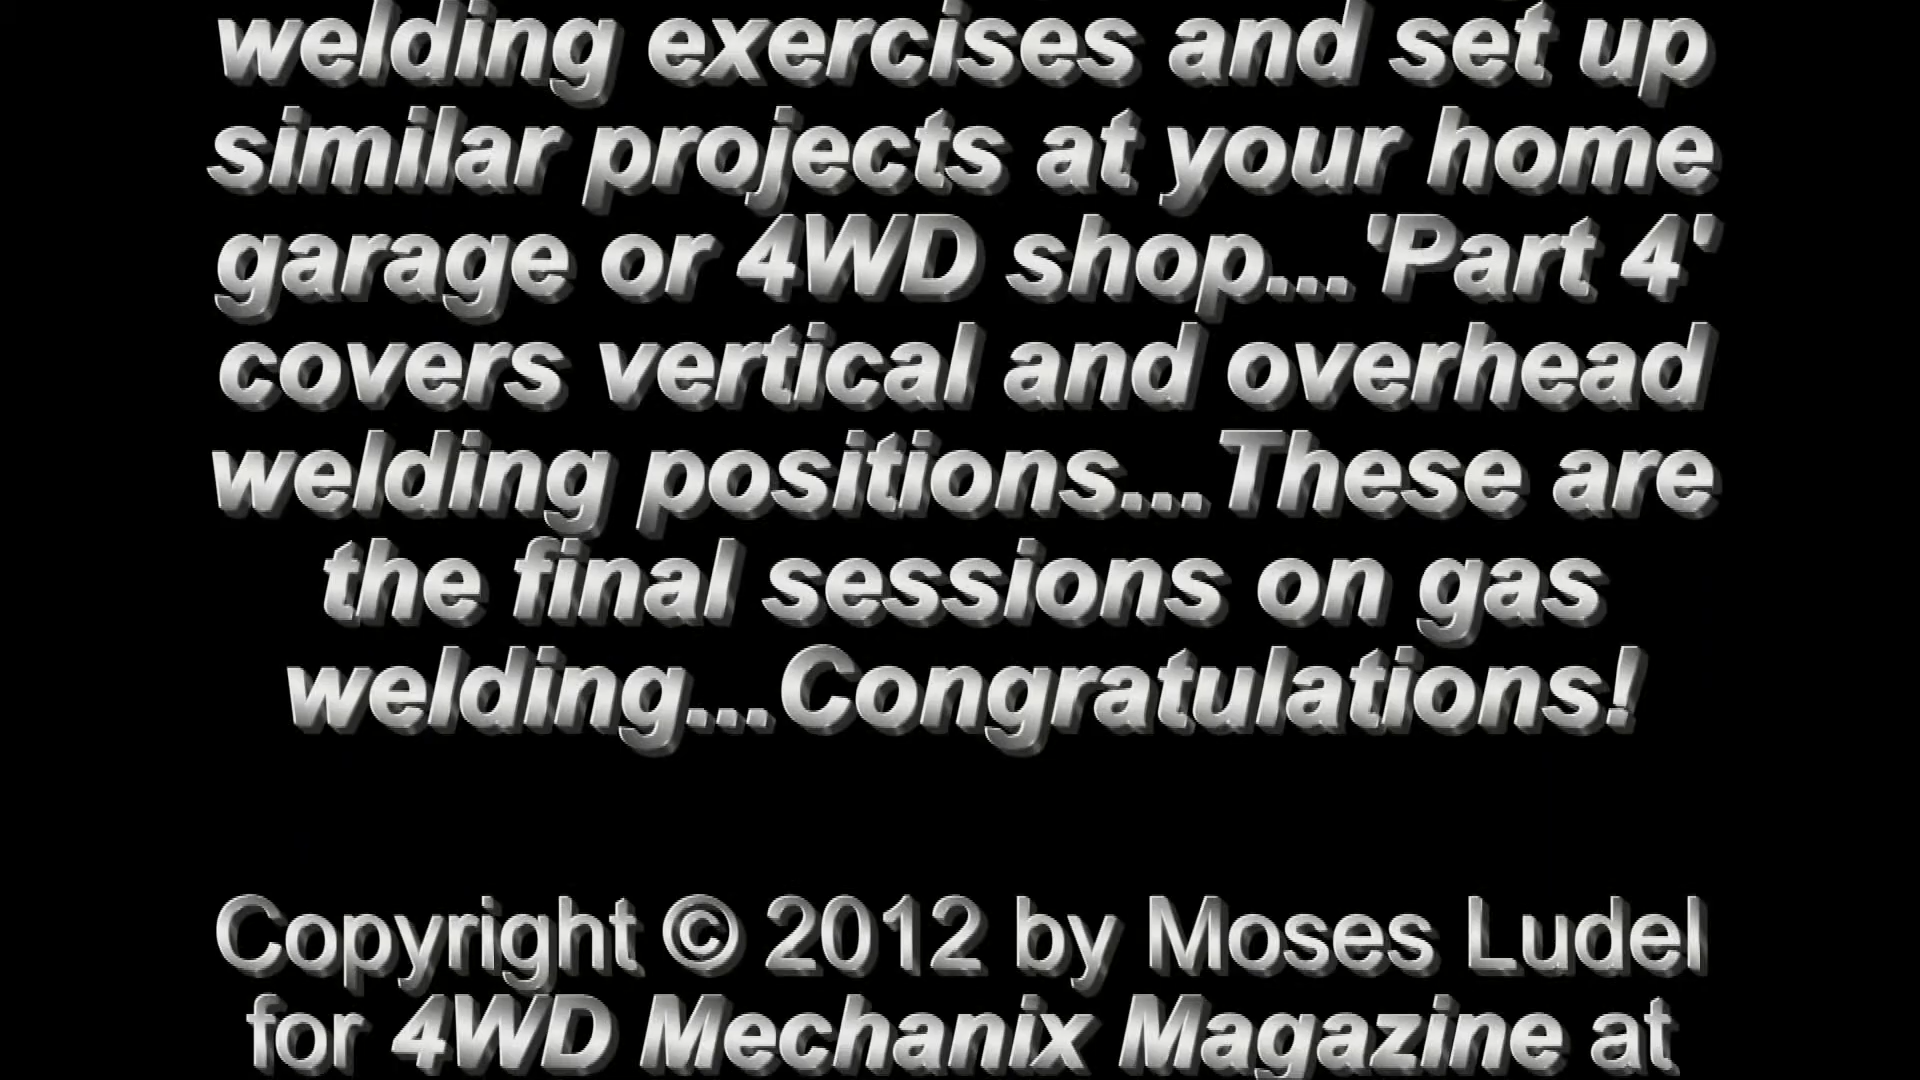 welding exercises and set up
similar projects at your home
garage or 4WD shop...'Part 4'
covers vertical and overhead
welding positions...These are
the final sessions on gas
welding...Congratulations!
Copyright © 2012 by Moses Ludel
for 4WD Mechanix Magazine at